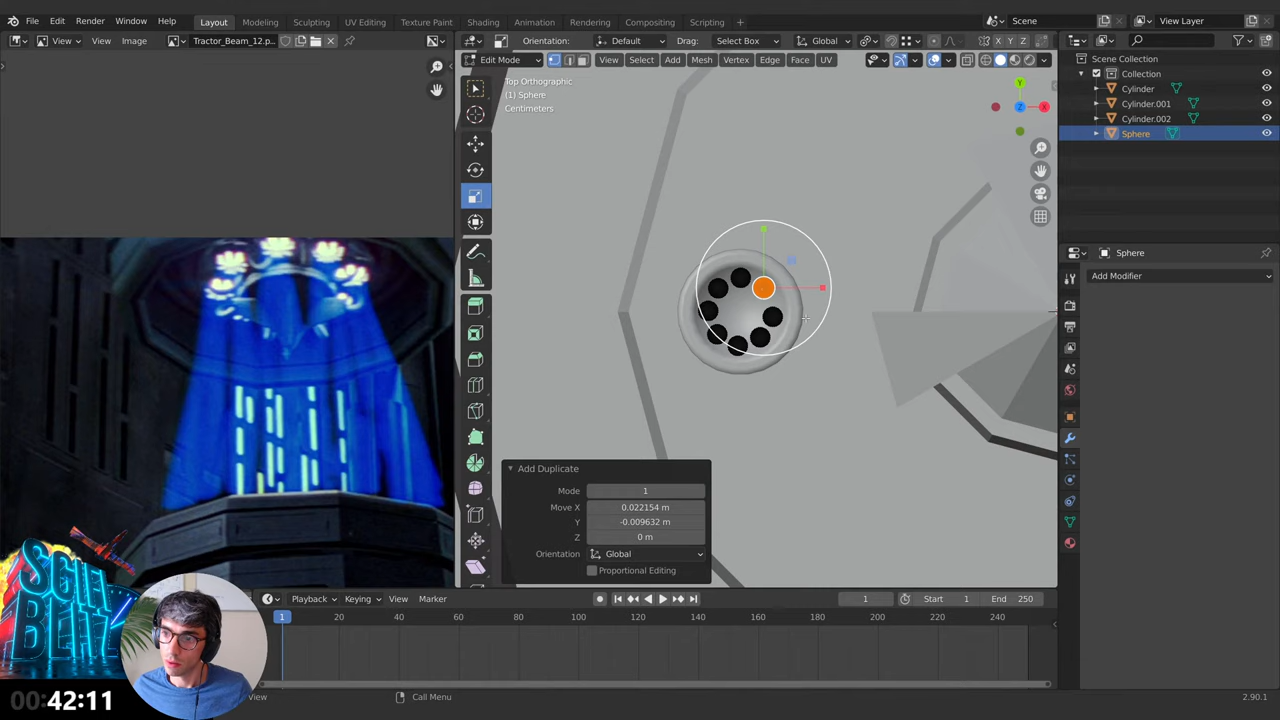 File Edit Render Window Help Layout Modeling Sculpting UV Editing Texture Paint Shading Animation Rendering Compositing Scripting + Scene View Layer
View View Image Tractor_Beam_12.p... Orientation: Default Drag: Select Box Global X Y Z
Edit Mode View Select Add Mesh Vertex Edge Face UV
Scene Collection
Collection
Cylinder
Cylinder.001
Cylinder.002
Sphere
Top Orthographic
(1) Sphere
Centimeters
Y
Z X
Sphere
Add Modifier
Add Duplicate
Mode 1
Move X 0.022154 m
Y -0.009632 m
Z 0 m
Orientation Global
Proportional Editing
Playback Keying View Marker 1 Start 1 End 250
1 20 40 60 80 100 120 140 160 180 200 220 240
SCIFI
BLITZ
00:42:11
View Call Menu 2.90.1